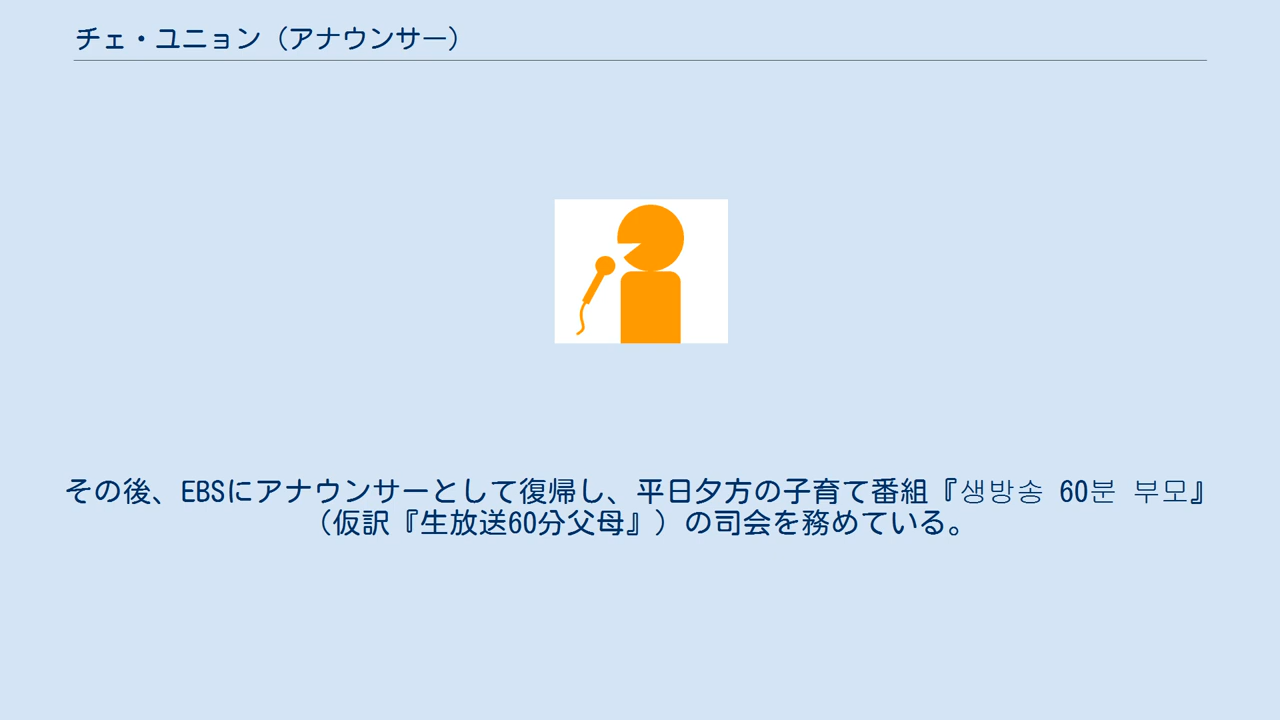 チェ・ユニョン（アナウンサー）
その後、EBSにアナウンサーとして復帰し、平日夕方の子育て番組『생방송 60분 부모』
（仮訳『生放送60分父母』）の司会を務めている。